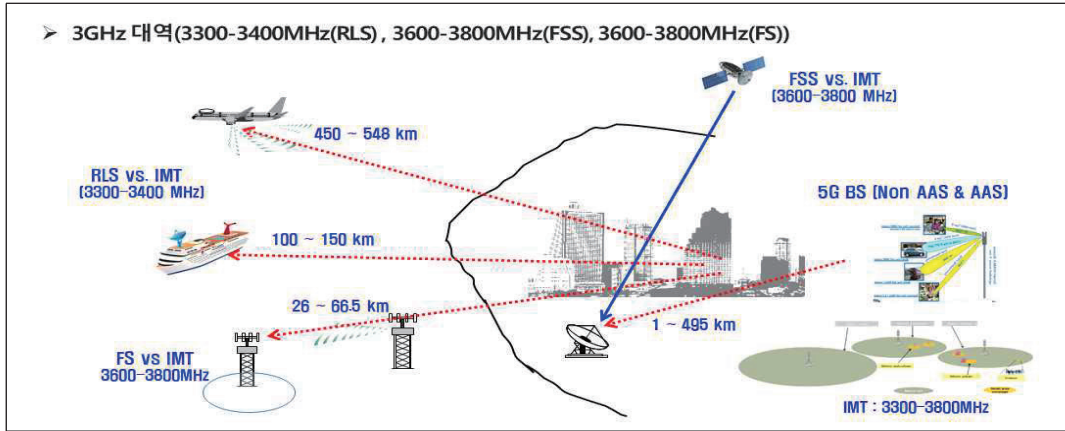 ➤ 3GHz 대역(3300-3400MHz(RLS) , 3600-3800MHz(FSS), 3600-3800MHz(FS))
FSS vs. IMT
(3600-3800 MHz)
450 ~ 548 km
RLS vs. IMT
(3300-3400 MHz)
5G BS (Non AAS & AAS)
100 ~ 150 km
26 ~ 66.5 km
1 ~ 495 km
FS vs IMT
3600-3800MHz
IMT : 3300-3800MHz